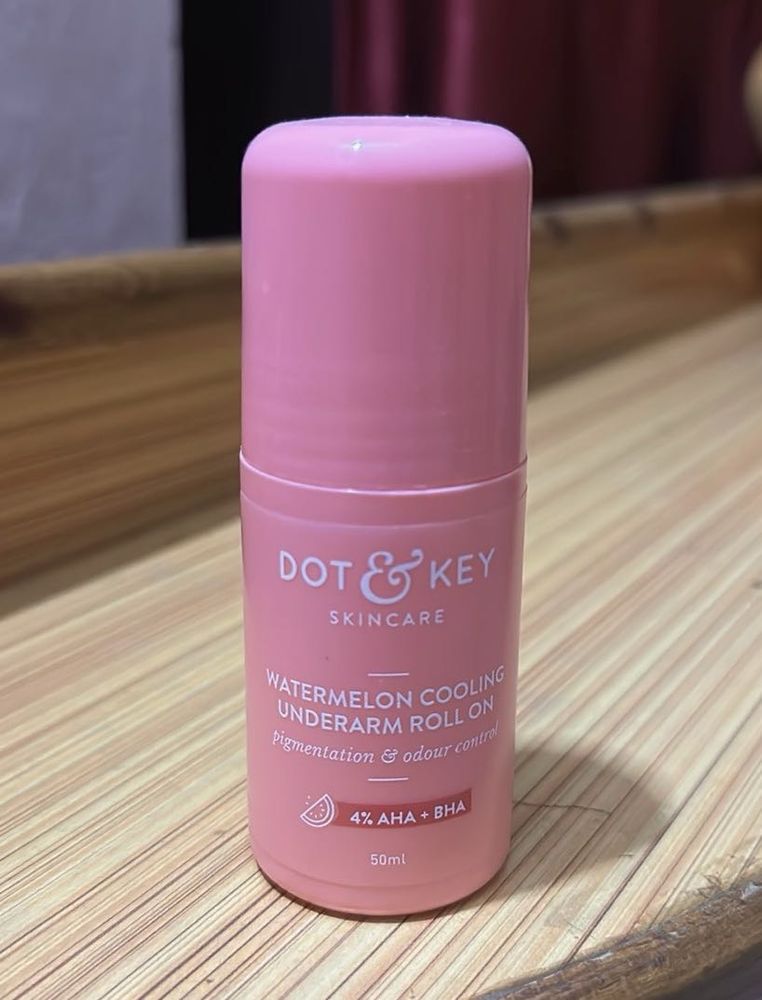 DOT & KEY
SKINCARE
WATERMELON COOLING
UNDERARM ROLL ON
pigmentation & odour control
4% AHA + BHA
50ml